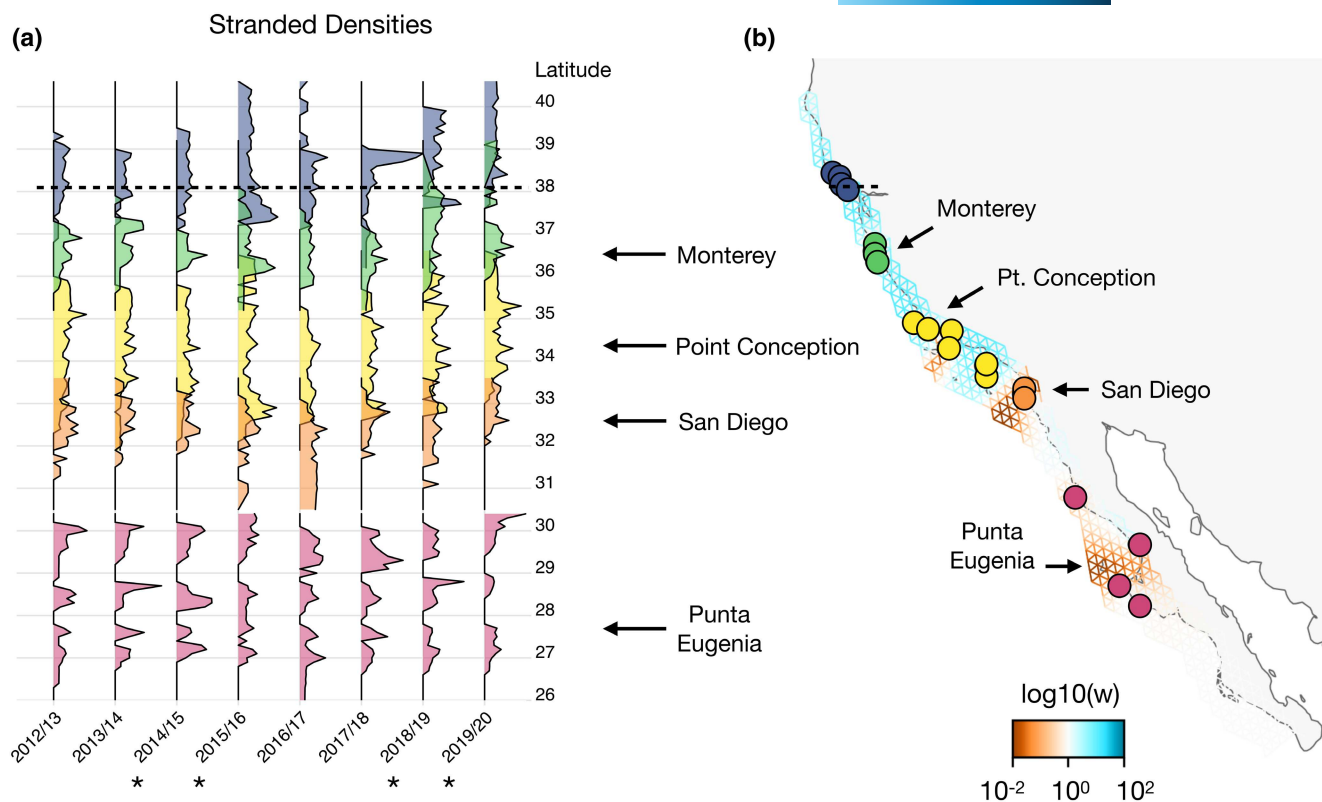 Stranded Densities
(a)
Latitude
40
39
38
37
36
35
34
33
32
31
30
29
28
27
26
2012/13
2013/14
2014/15
2015/16
2016/17
2017/18
2018/19
2019/20
* * * *
Monterey
Point Conception
San Diego
Punta
Eugenia
(b)
Monterey
Pt. Conception
San Diego
Punta
Eugenia
log10(w)
10⁻² 10⁰ 10²